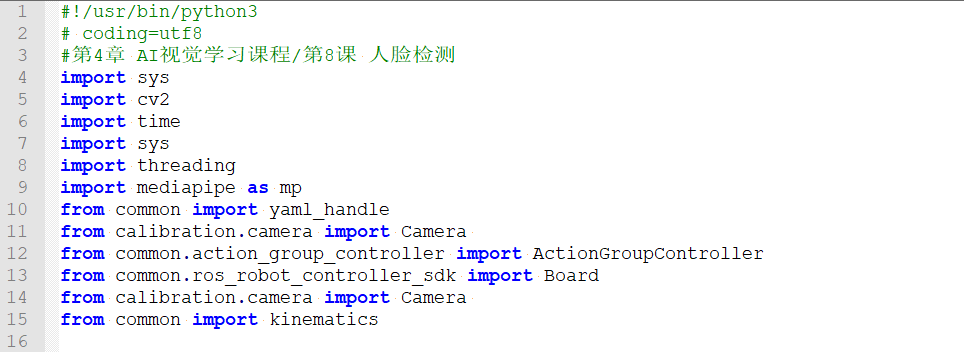 1 #!/usr/bin/python3
2 # coding=utf8
3 #第4章 AI视觉学习课程/第8课 人脸检测
4 import sys
5 import cv2
6 import time
7 import sys
8 import threading
9 import mediapipe as mp
10 from common import yaml_handle
11 from calibration.camera import Camera
12 from common.action_group_controller import ActionGroupController
13 from common.ros_robot_controller_sdk import Board
14 from calibration.camera import Camera
15 from common import kinematics
16